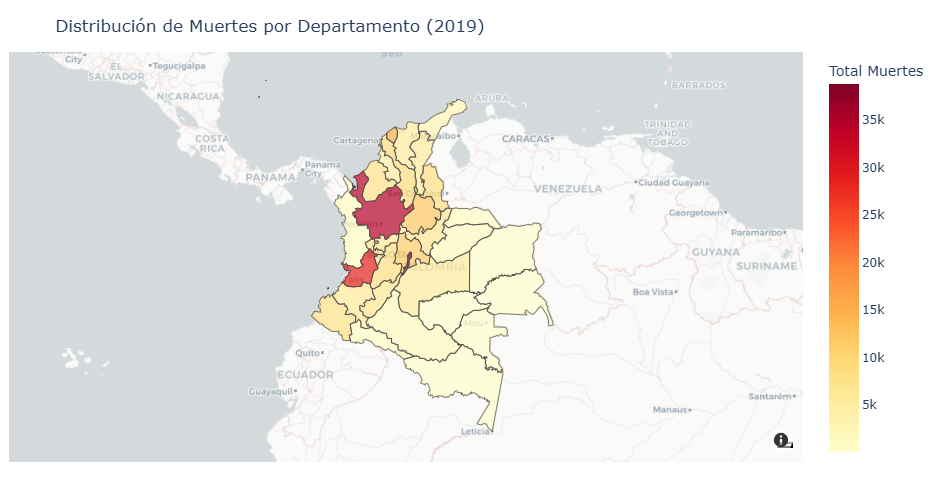 Distribución de Muertes por Departamento (2019)
Total Muertes
35k
30k
25k
20k
15k
10k
5k
City
EL
SALVADOR
Tegucigalpa
NICARAGUA
COSTA
RICA
PANAMA
Panama
City
Cartagena
ARUBA
CARACAS
BARBADOS
TRINIDAD
AND
TOBAGO
VENEZUELA
Ciudad Guayana
Georgetown
Paramaribo
GUYANA
SURINAME
Boa Vista
COLOMBIA
Mitú
Quito
ECUADOR
Guayaquil
Leticia
Manaus
Santarém